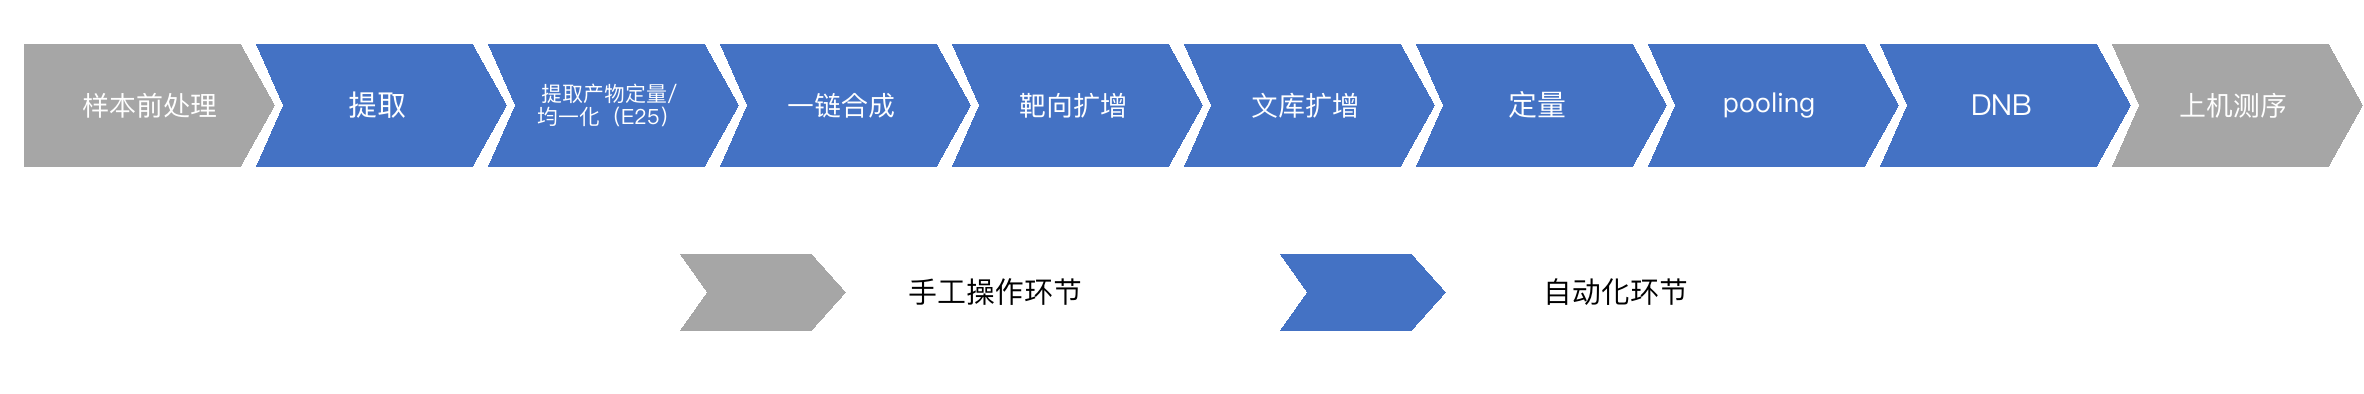 样本前处理
提取
提取产物定量/
均一化（E25）
一链合成
靶向扩增
文库扩增
定量
pooling
DNB
上机测序
手工操作环节
自动化环节